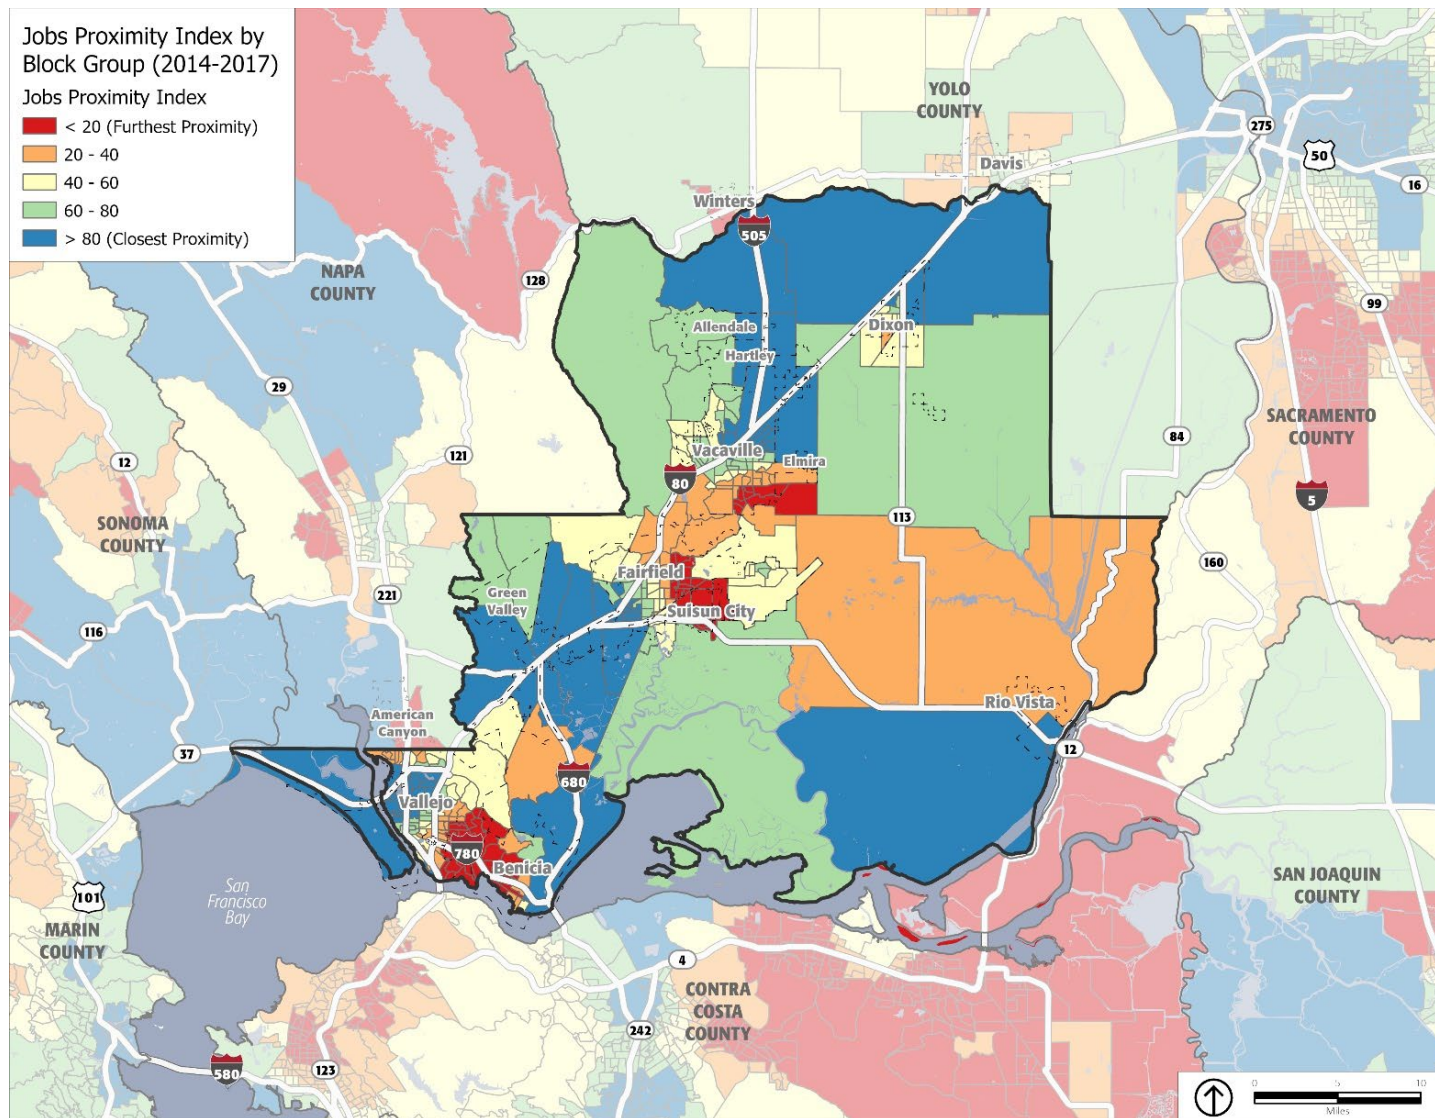 Jobs Proximity Index by
Block Group (2014-2017)
Jobs Proximity Index
< 20 (Furthest Proximity)
20 - 40
40 - 60
60 - 80
> 80 (Closest Proximity)
YOLO
COUNTY
275
50
16
Davis
Winters
505
NAPA
COUNTY
128
99
Allendale
Dixon
Hartley
29
SACRAMENTO
COUNTY
84
12
121
Vacaville
Elmira
80
5
SONOMA
COUNTY
113
160
Fairfield
Green
Valley
221
Suisun City
116
American
Canyon
Rio Vista
37
12
680
Vallejo
780
Benicia
San
Francisco
Bay
101
MARIN
COUNTY
SAN JOAQUIN
COUNTY
4
CONTRA
COSTA
COUNTY
242
580
123
0
5
10
Miles